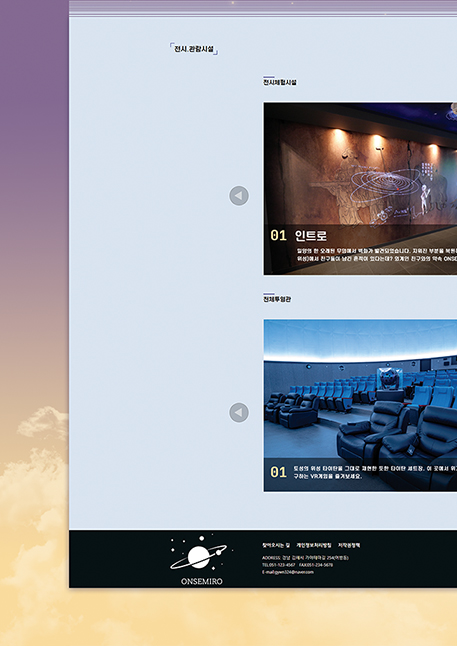 전시.관람시설
전시체험시설
01 인트로
밀양의 한 오래된 무덤에서 벽화가 발견되었습니다. 지워진 부분을 복원
위성)에서 친구들이 남긴 흔적이 있다는데? 외계인 친구와의 약속 ONSE
천체투영관
01
토성의 위성 타이탄을 그대로 재현한 듯한 타이탄 세트장. 이 곳에서 위기
구하는 VR게임을 즐겨보세요.
찾아오시는 길 개인정보처리방침 저작권정책
ADDRESS: 경남 김해시 가야테마길 254(어방동)
TEL:051-123-4567 FAX:051-234-5678
E-mail:gywo324@naver.com
ONSEMIRO